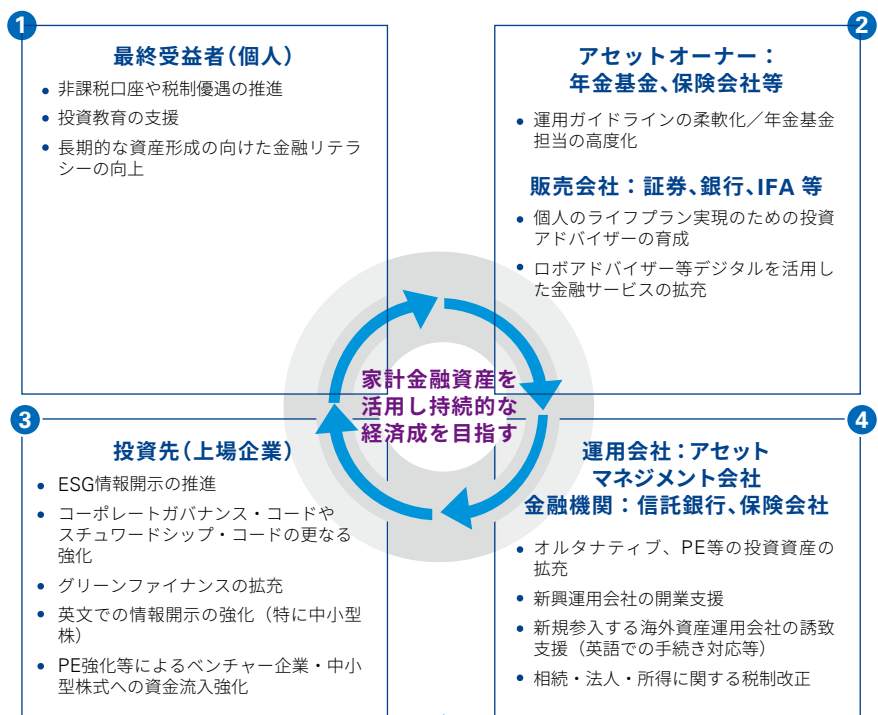 1
最終受益者（個人）
● 非課税口座や税制優遇の推進
● 投資教育の支援
● 長期的な資産形成の向けた金融リテラ
シーの向上
2
アセットオーナー：
年金基金、保険会社等
● 運用ガイドラインの柔軟化／年金基金
担当の高度化
販売会社：証券、銀行、IFA 等
● 個人のライフプラン実現のための投資
アドバイザーの育成
● ロボアドバイザー等デジタルを活用し
た金融サービスの拡充
家計金融資産を
活用し持続的な
経済成を目指す
3
投資先（上場企業）
● ESG情報開示の推進
● コーポレートガバナンス・コードや
スチュワードシップ・コードの更なる
強化
● グリーンファイナンスの拡充
● 英文での情報開示の強化（特に中小型
株）
● PE強化等によるベンチャー企業・中小
型株式への資金流入強化
4
運用会社：アセット
マネジメント会社
金融機関：信託銀行、保険会社
● オルタナティブ、PE等の投資資産の
拡充
● 新興運用会社の開業支援
● 新規参入する海外資産運用会社の誘致
支援（英語での手続き対応等）
● 相続・法人・所得に関する税制改正